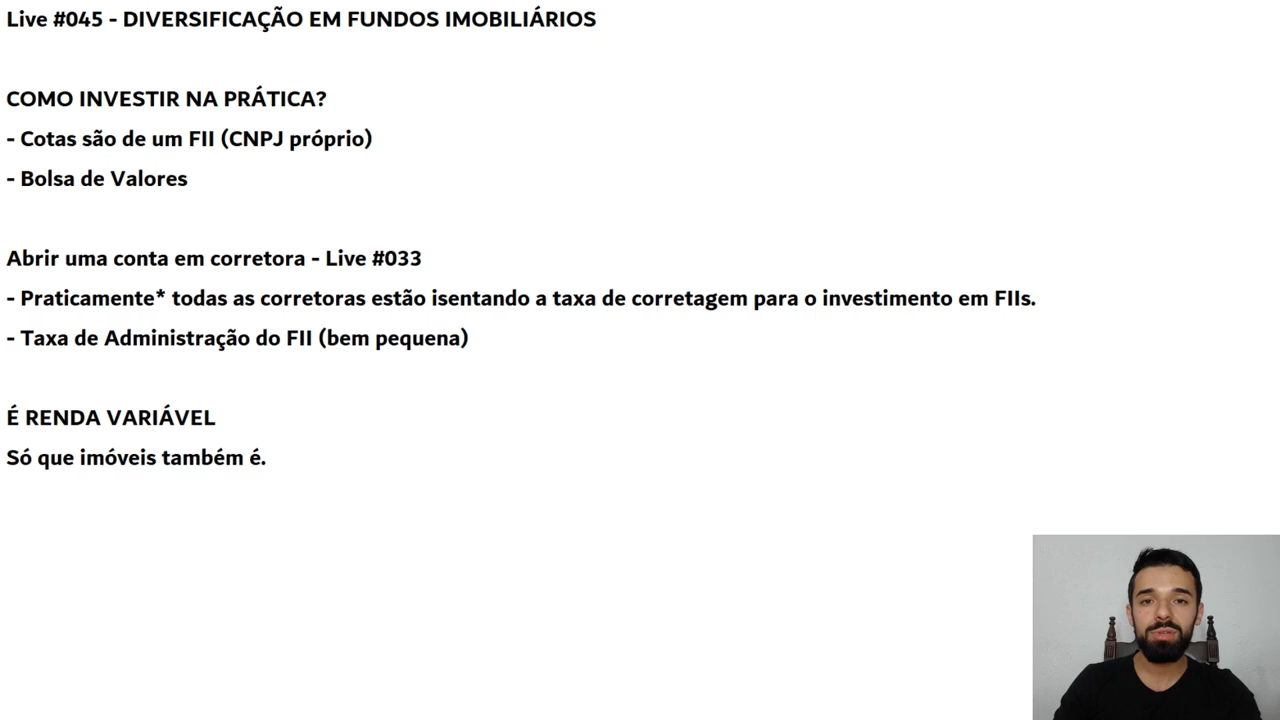 Live #045 - DIVERSIFICAÇÃO EM FUNDOS IMOBILIÁRIOS
COMO INVESTIR NA PRÁTICA?
- Cotas são de um FII (CNPJ próprio)
- Bolsa de Valores
Abrir uma conta em corretora - Live #033
- Praticamente* todas as corretoras estão isentando a taxa de corretagem para o investimento em FIIs.
- Taxa de Administração do FII (bem pequena)
É RENDA VARIÁVEL
Só que imóveis também é.